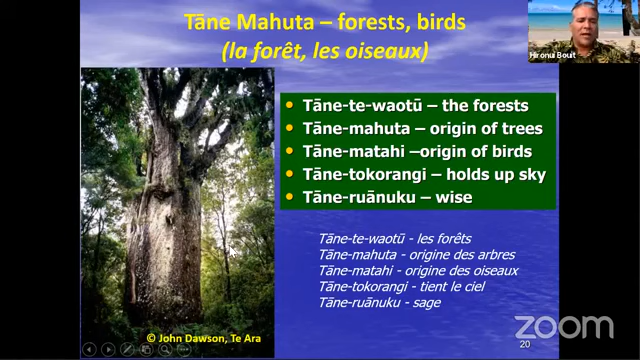 Tāne Mahuta – forests, birds
(la forêt, les oiseaux)
Hironui Bouit
• Tāne-te-waotū – the forests
• Tāne-mahuta – origin of trees
• Tāne-matahi –origin of birds
• Tāne-tokorangi – holds up sky
• Tāne-ruānuku – wise
Tāne-te-waotū - les forêts
Tāne-mahuta - origine des arbres
Tāne-matahi - origine des oiseaux
Tāne-tokorangi - tient le ciel
Tāne-ruānuku - sage
© John Dawson, Te Ara
zoom
20